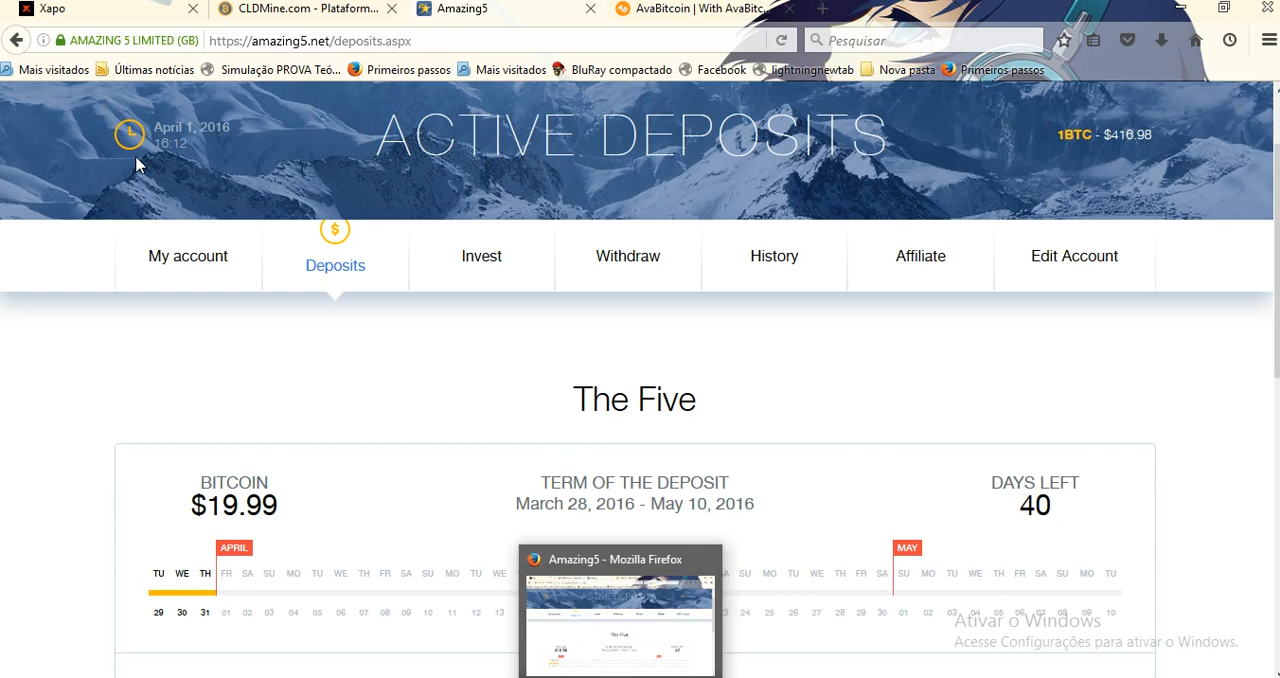 Xapo CLDMine.com - Plataform... Amazing5 AvaBitcoin | With AvaBitc...
AMAZING 5 LIMITED (GB) https://amazing5.net/deposits.aspx Pesquisar
Mais visitados Últimas notícias Simulação PROVA Teó... Primeiros passos Mais visitados BluRay compactado Facebook lightningnewtab Nova pasta Primeiros passos
April 1, 2016
16:12
ACTIVE DEPOSITS
1BTC - $416.98
$
My account Deposits Invest Withdraw History Affiliate Edit Account
The Five
BITCOIN TERM OF THE DEPOSIT DAYS LEFT
$19.99 March 28, 2016 - May 10, 2016 40
APRIL MAY
Amazing5 - Mozilla Firefox
TU WE TH FR SA SU MO TU WE TH FR SA SU MO TU WE SA SU MO TU WE TH FR SA SU MO TU WE TH FR SA SU MO TU
29 30 31 01 02 03 04 05 06 07 08 09 10 11 12 13 24 25 26 27 28 29 30 01 02 03 04 05 06 07 08 09 10
Ativar o Windows
Acesse Configurações para ativar o Windows.